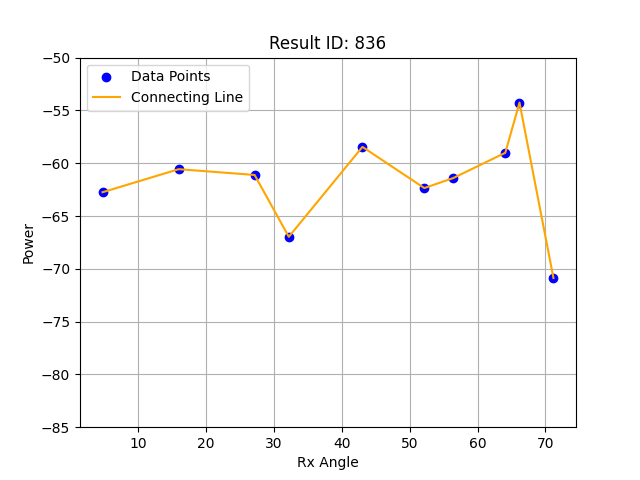 Result ID: 836
Data Points
Connecting Line
−50
−55
−60
−65
−70
−75
−80
−85
Power
10 20 30 40 50 60 70
Rx Angle